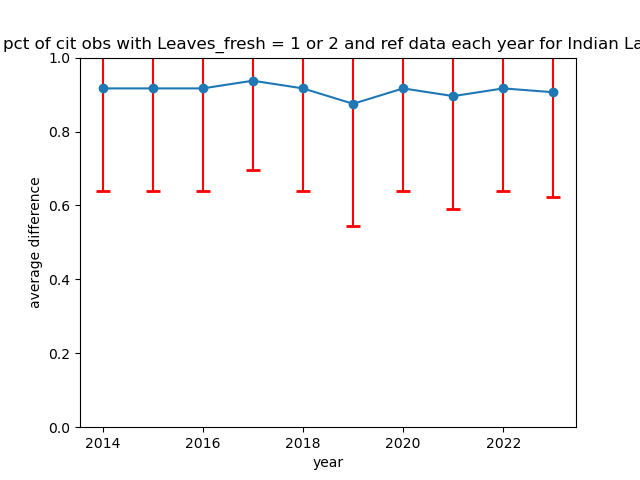 pct of cit obs with Leaves_fresh = 1 or 2 and ref data each year for Indian La
1.0
0.8
0.6
0.4
0.2
0.0
average difference
2014 2016 2018 2020 2022
year